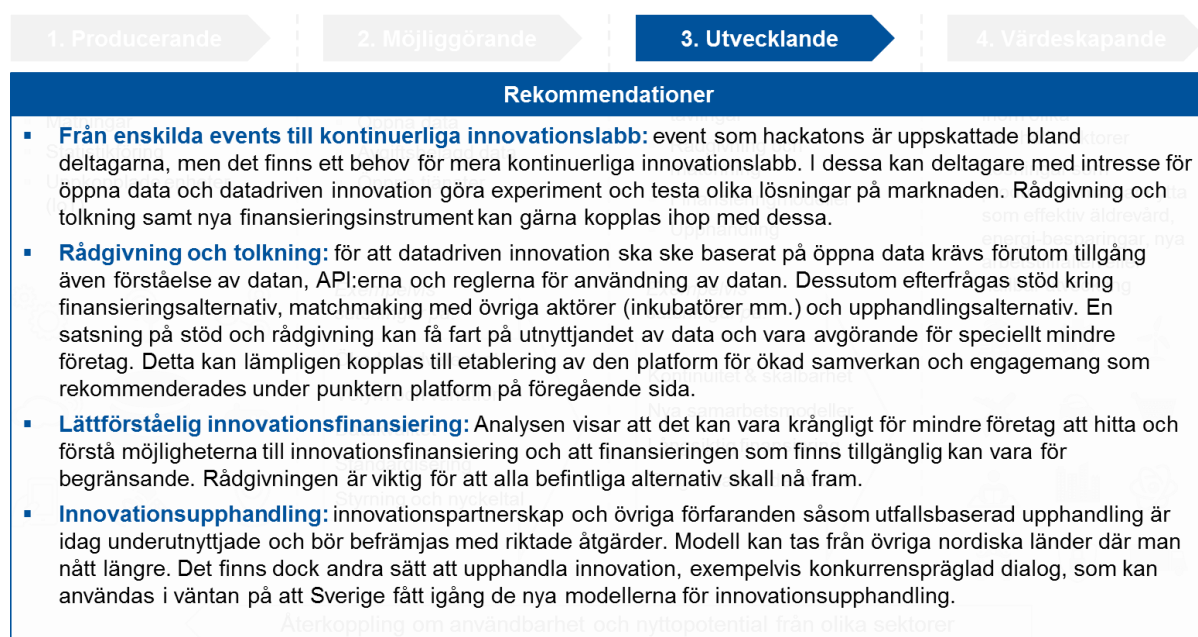 1. Producerande
2. Möjliggörande
3. Utvecklande
4. Värdeskapande
Rekommendationer
▪ Från enskilda events till kontinuerliga innovationslabb: event som hackatons är uppskattade bland
deltagarna, men det finns ett behov för mera kontinuerliga innovationslabb. I dessa kan deltagare med intresse för
öppna data och datadriven innovation göra experiment och testa olika lösningar på marknaden. Rådgivning och
tolkning samt nya finansieringsinstrument kan gärna kopplas ihop med dessa.
▪ Rådgivning och tolkning: för att datadriven innovation ska ske baserat på öppna data krävs förutom tillgång
även förståelse av datan, API:erna och reglerna för användning av datan. Dessutom efterfrågas stöd kring
finansieringsalternativ, matchmaking med övriga aktörer (inkubatörer mm.) och upphandlingsalternativ. En
satsning på stöd och rådgivning kan få fart på utnyttjandet av data och vara avgörande för speciellt mindre
företag. Detta kan lämpligen kopplas till etablering av den platform för ökad samverkan och engagemang som
rekommenderades under punktern platform på föregående sida.
▪ Lättförståelig innovationsfinansiering: Analysen visar att det kan vara krångligt för mindre företag att hitta och
förstå möjligheterna till innovationsfinansiering och att finansieringen som finns tillgänglig kan vara för
begränsande. Rådgivningen är viktig för att alla befintliga alternativ skall nå fram.
▪ Innovationsupphandling: innovationspartnerskap och övriga förfaranden såsom utfallsbaserad upphandling är
idag underutnyttjade och bör befrämjas med riktade åtgärder. Modell kan tas från övriga nordiska länder där man
nått längre. Det finns dock andra sätt att upphandla innovation, exempelvis konkurrenspräglad dialog, som kan
användas i väntan på att Sverige fått igång de nya modellerna för innovationsupphandling.
Återkoppling om användbarhet och nyttopotential från olika sektorer